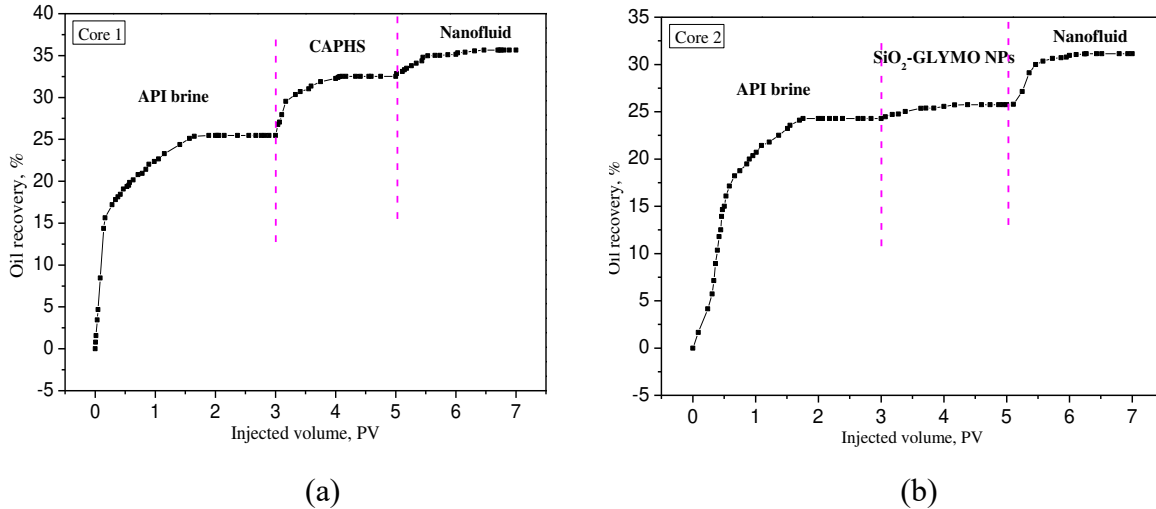 Core 1
CAPHS
Nanofluid
API brine
Oil recovery, %
40
35
30
25
20
15
10
5
0
-5
0 1 2 3 4 5 6 7
Injected volume, PV
(a)
Core 2
Nanofluid
SiO₂-GLYMO NPs
API brine
Oil recovery, %
45
40
35
30
25
20
15
10
5
0
-5
0 1 2 3 4 5 6 7
Injected volume, PV
(b)